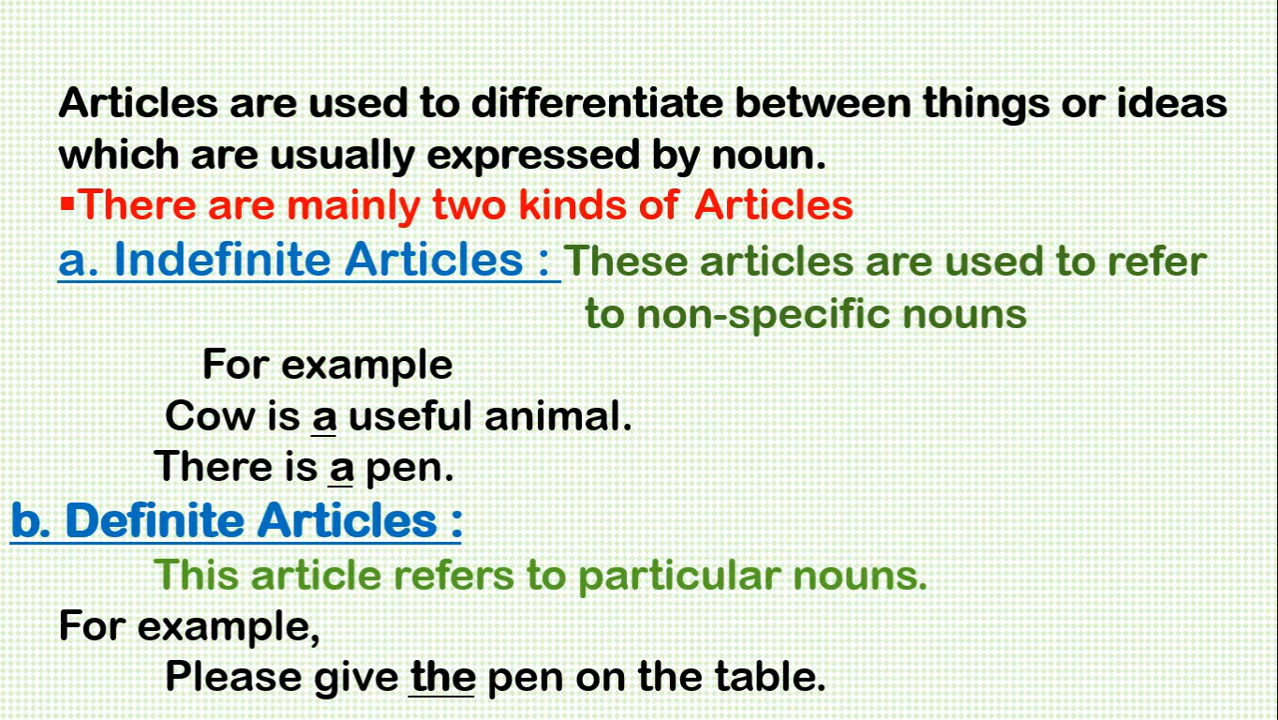 Articles are used to differentiate between things or ideas
which are usually expressed by noun.
▪There are mainly two kinds of Articles
a. Indefinite Articles : These articles are used to refer
to non-specific nouns
For example
Cow is a useful animal.
There is a pen.
b. Definite Articles :
This article refers to particular nouns.
For example,
Please give the pen on the table.